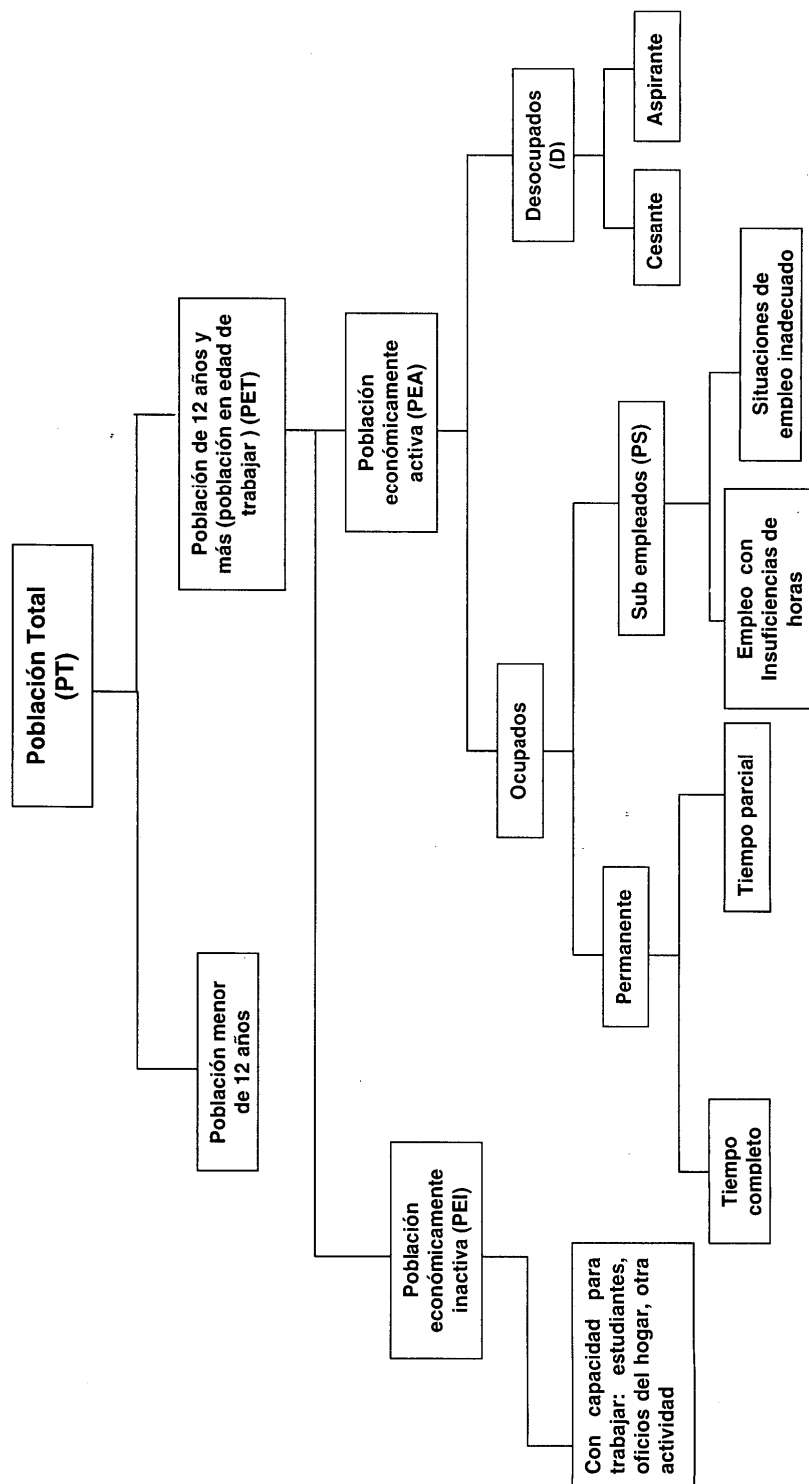 Población Total
(PT)
Población menor
de 12 años
Población de 12 años y
más (población en edad de
trabajar ) (PET)
Población
económicamente
inactiva (PEI)
Población
económicamente
activa (PEA)
Con capacidad para
trabajar: estudiantes,
oficios del hogar, otra
actividad
Ocupados
Desocupados
(D)
Permanente
Sub empleados (PS)
Cesante
Aspirante
Tiempo
completo
Tiempo parcial
Empleo con
Insuficiencias de
horas
Situaciones de
empleo inadecuado